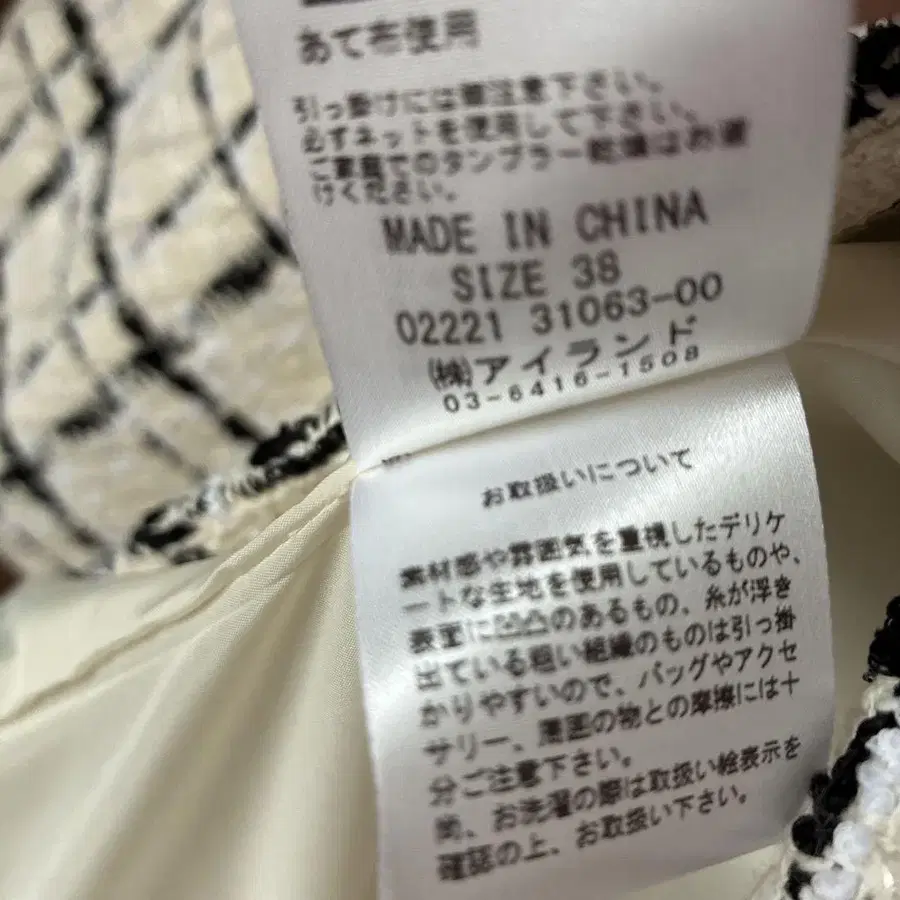 あて布使用
引っ掛けには御注意下さい。
必ずネットを使用して下さい。
ご家庭でのタンブラー乾燥はお避
けください。
MADE IN CHINA
SIZE 38
02221 31063-00
㈱アイランド
03-6416-1508
お取扱いについて
素材感や雰囲気を重視したデリケ
ートな生地を使用しているものや、
表面に凹凸のあるもの、糸が浮き
出ている粗い組織のものは引っ掛
かりやすいので、バッグやアクセ
サリー、周囲の物との摩擦には十
分ご注意下さい。
尚、お洗濯の際は取扱い絵表示を
確認の上、お取扱い下さい。